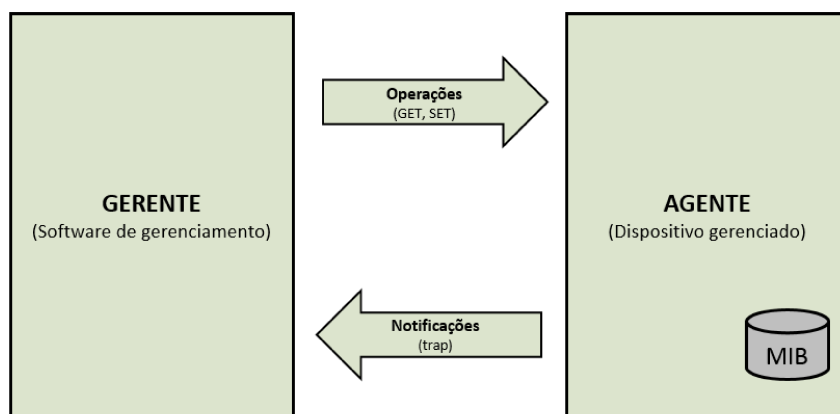 GERENTE
(Software de gerenciamento)
Operações
(GET, SET)
Notificações
(trap)
AGENTE
(Dispositivo gerenciado)
MIB